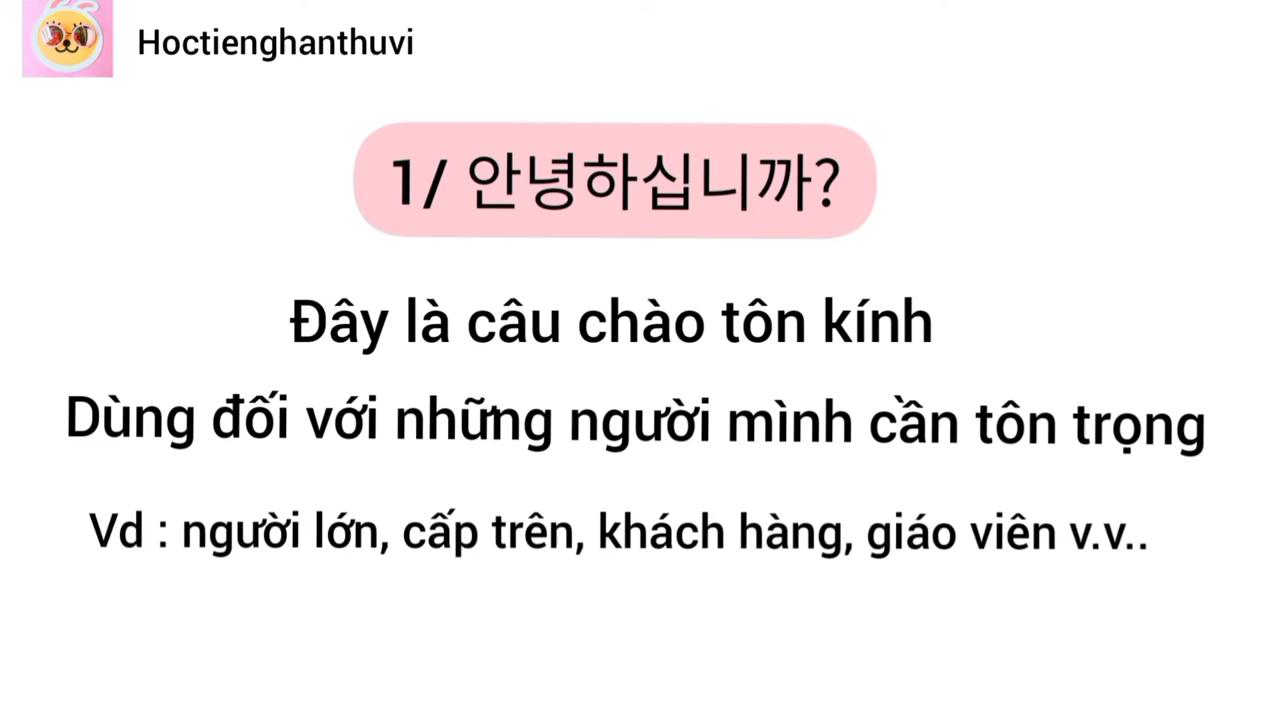 Hoctienghanthuvi
1/ 안녕하십니까?
Đây là câu chào tôn kính
Dùng đối với những người mình cần tôn trọng
Vd : người lớn, cấp trên, khách hàng, giáo viên v.v..